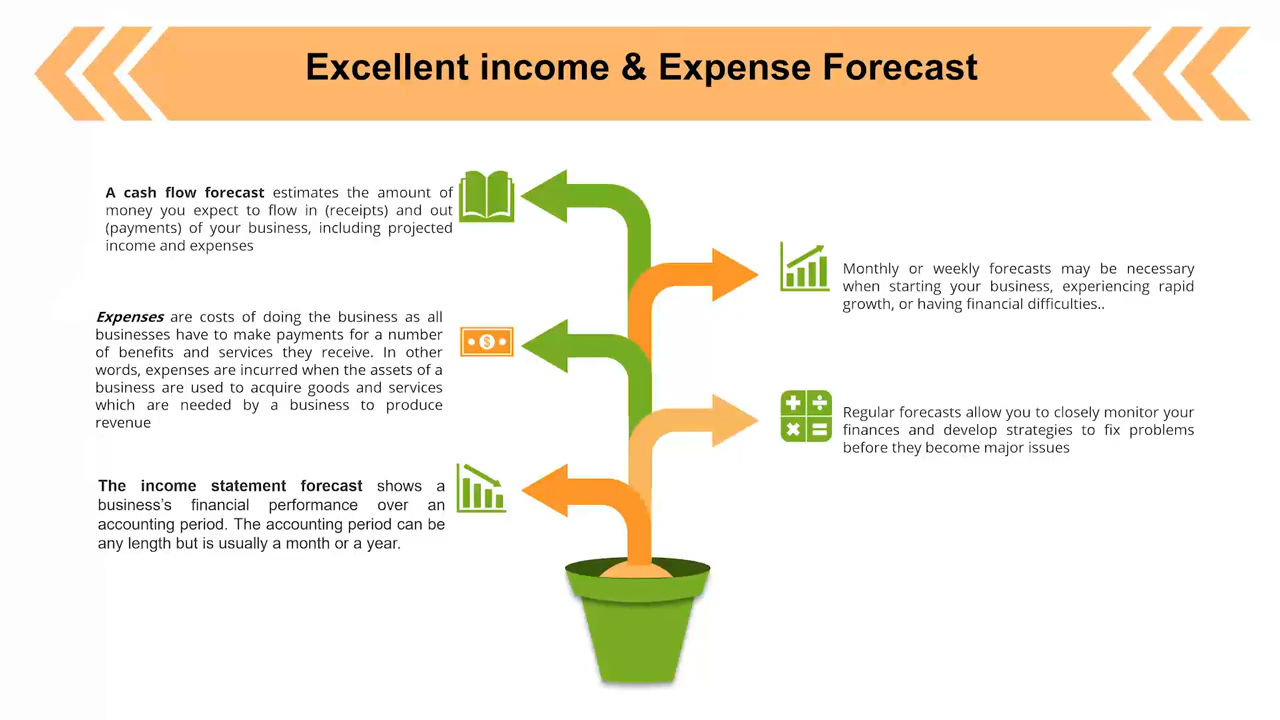 Excellent income & Expense Forecast
A cash flow forecast estimates the amount of
money you expect to flow in (receipts) and out
(payments) of your business, including projected
income and expenses
Monthly or weekly forecasts may be necessary
when starting your business, experiencing rapid
growth, or having financial difficulties..
Expenses are costs of doing the business as all
businesses have to make payments for a number
of benefits and services they receive. In other
words, expenses are incurred when the assets of a
business are used to acquire goods and services
which are needed by a business to produce
revenue
Regular forecasts allow you to closely monitor your
finances and develop strategies to fix problems
before they become major issues
The income statement forecast shows a
business's financial performance over an
accounting period. The accounting period can be
any length but is usually a month or a year.